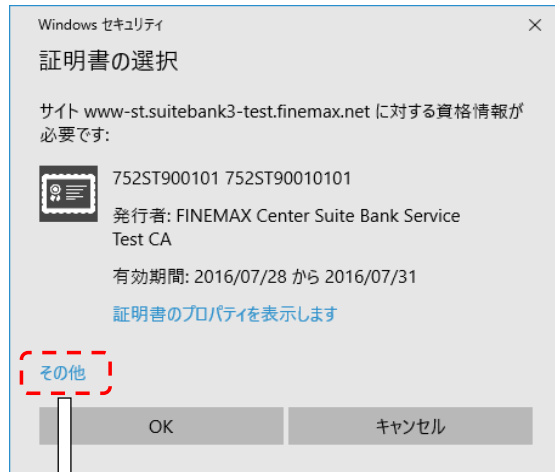 Windows セキュリティ
証明書の選択
サイト www-st.suitebank3-test.finemax.net に対する資格情報が
必要です:
752ST900101 752ST90010101
発行者: FINEMAX Center Suite Bank Service
Test CA
有効期間: 2016/07/28 から 2016/07/31
証明書のプロパティを表示します
その他
OK
キャンセル